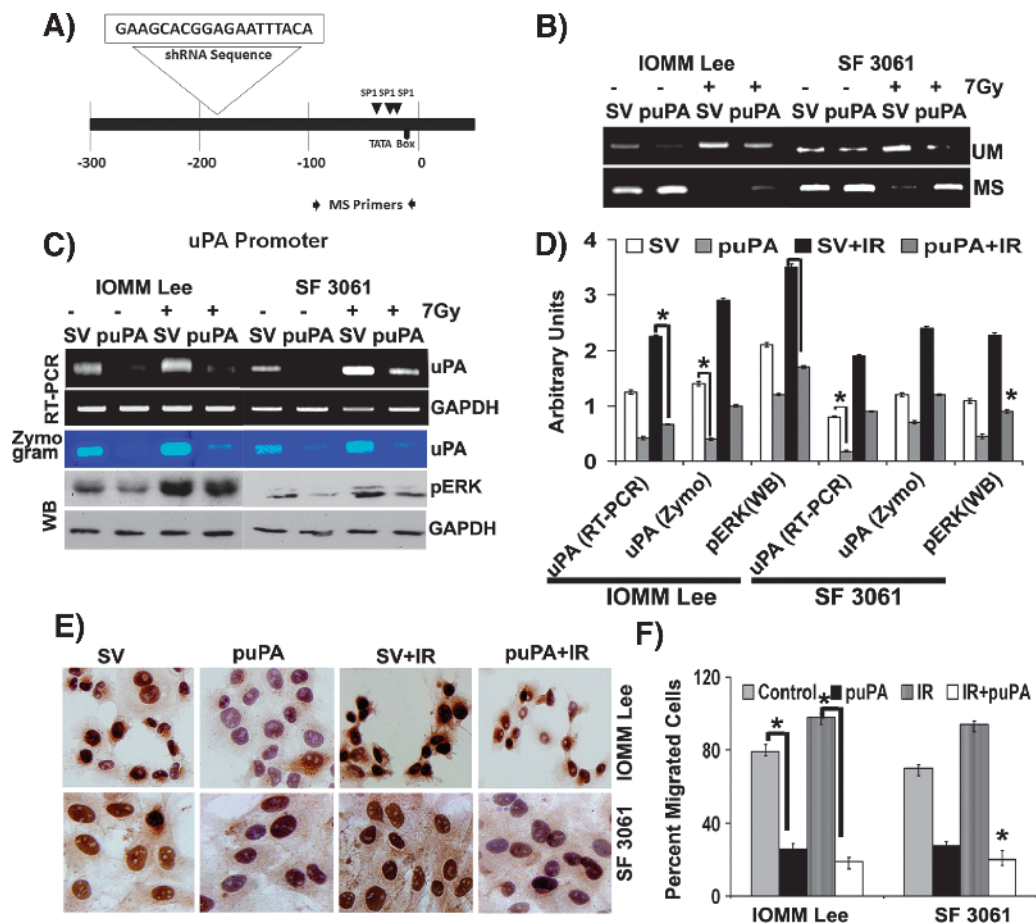 A)
GAAGCACGGAGAATTTACA
shRNA Sequence
SP1 SP1 SP1
TATA Box
-300 -200 -100 0
MS Primers
uPA Promoter
B)
IOMM Lee SF 3061
- - + + - - + + 7Gy
SV puPA SV puPA SV puPA SV puPA
UM
MS
C)
IOMM Lee SF 3061
- - + + - - + + 7Gy
SV puPA SV puPA SV puPA SV puPA
RT-PCR
uPA
GAPDH
Zymo
gram
uPA
WB
pERK
GAPDH
D)
SV puPA SV+IR puPA+IR
Arbitrary Units
4
3
2
1
0
* * * *
*
uPA (RT-PCR)
uPA (Zymo)
pERK(WB)
uPA (RT-PCR)
uPA (Zymo)
pERK(WB)
IOMM Lee SF 3061
E)
SV puPA SV+IR puPA+IR
IOMM Lee
SF 3061
F)
Control puPA IR IR+puPA
Percent Migrated Cells
120
80
40
0
* *
*
IOMM Lee SF 3061